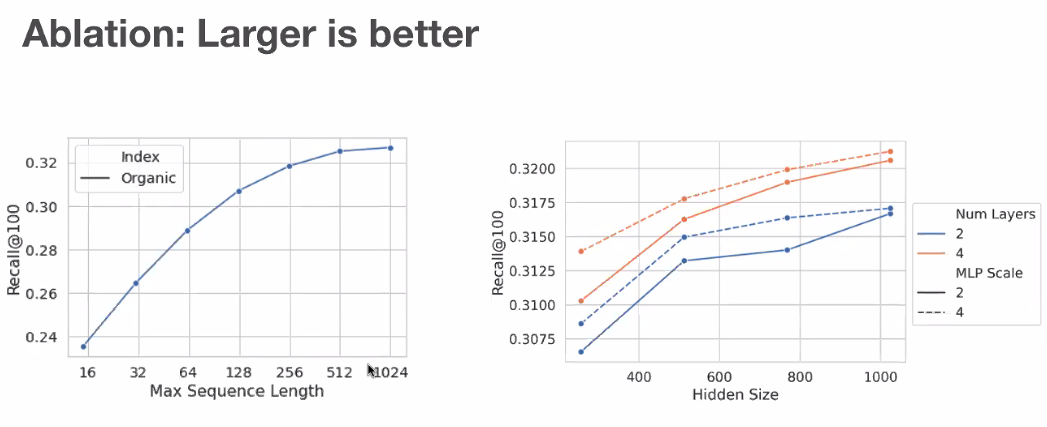 Ablation: Larger is better
Index
Organic
Recall@100
0.32
0.30
0.28
0.26
0.24
16 32 64 128 256 512 1024
Max Sequence Length
Recall@100
0.3200
0.3175
0.3150
0.3125
0.3100
0.3075
400 600 800 1000
Hidden Size
Num Layers
2
4
MLP Scale
2
4